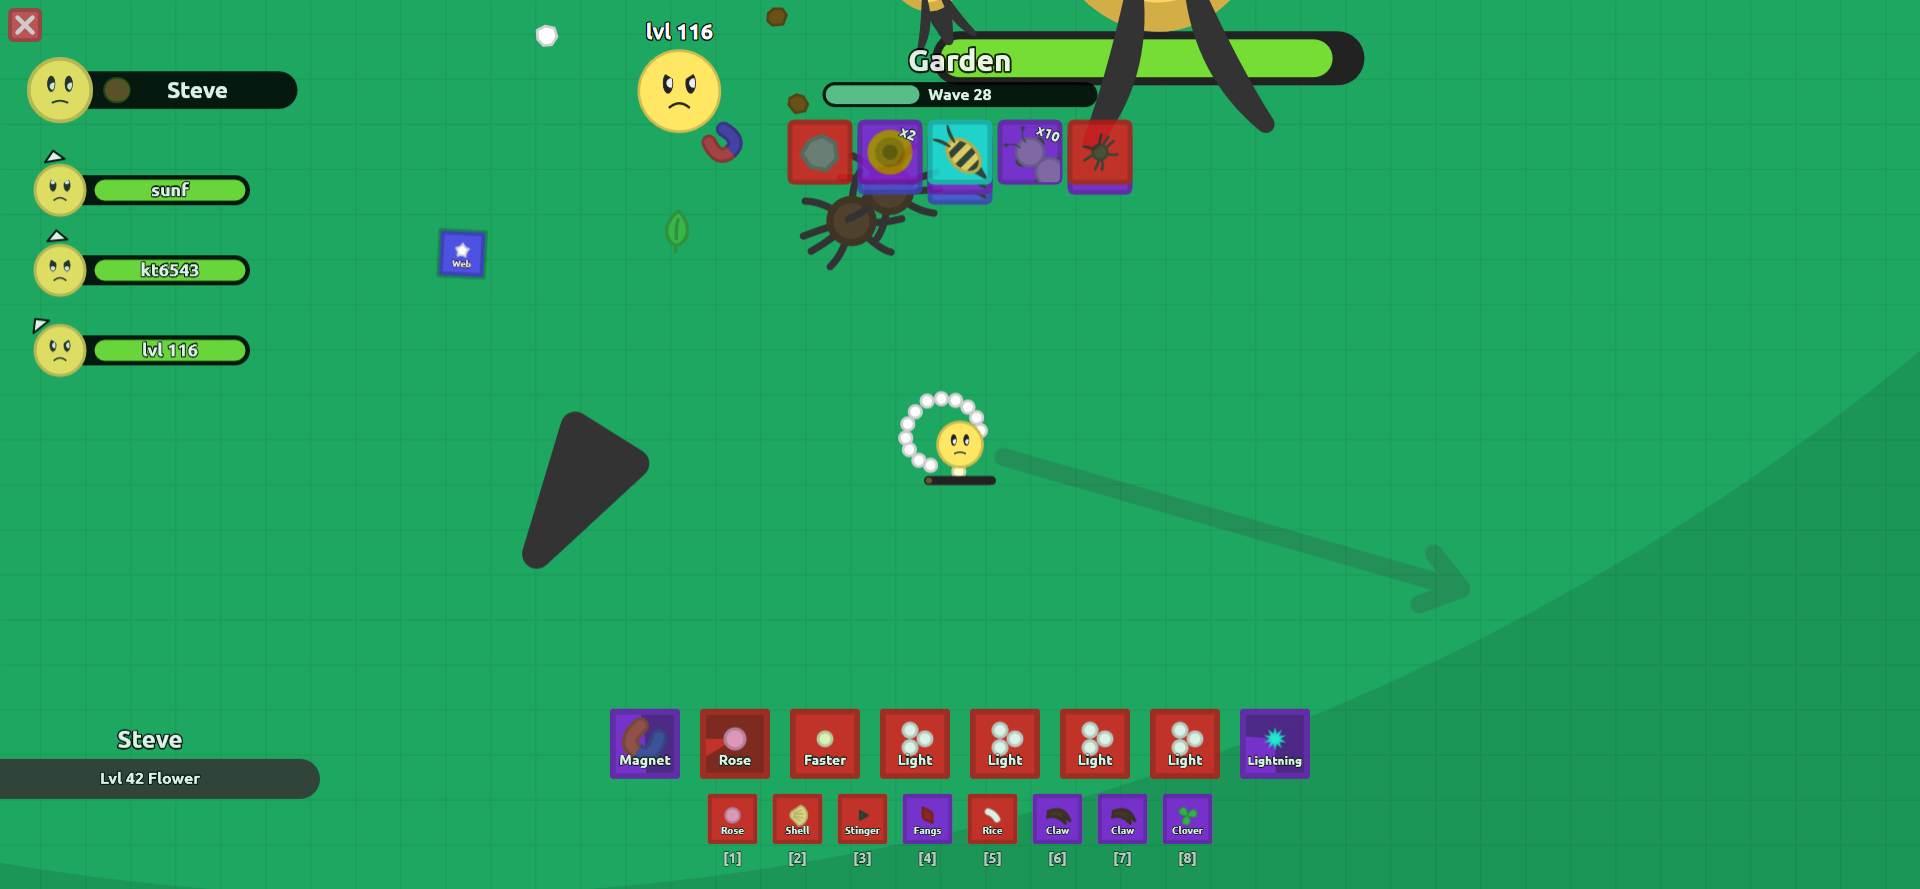 lvl 116
Garden
Steve
Wave 28
x2
x10
sunf
Web
kt6543
lvl 116
Steve
Lvl 42 Flower
Magnet
Rose
Faster
Light
Light
Light
Light
Lightning
Rose
Shell
Stinger
Fangs
Rice
Claw
Claw
Clover
[1]
[2]
[3]
[4]
[5]
[6]
[7]
[8]